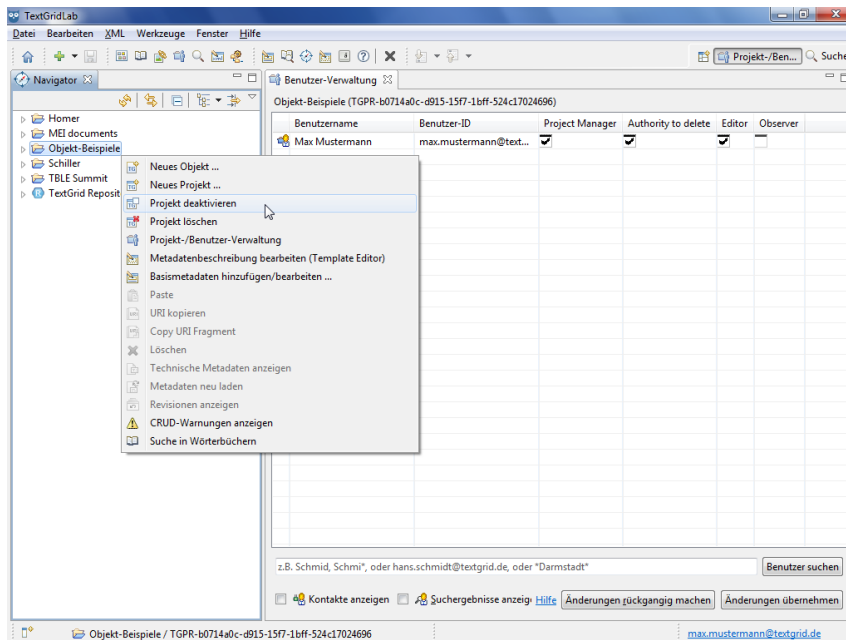 TextGridLab
Datei Bearbeiten XML Werkzeuge Fenster Hilfe
Projekt-/Ben... Suche
Navigator
Homer
MEI documents
Objekt-Beispiele
Schiller
TBLE Summit
TextGrid Reposit
Neues Objekt ...
Neues Projekt ...
Projekt deaktivieren
Projekt löschen
Projekt-/Benutzer-Verwaltung
Metadatenbeschreibung bearbeiten (Template Editor)
Basismetadaten hinzufügen/bearbeiten ...
Paste
URI kopieren
Copy URI Fragment
Löschen
Technische Metadaten anzeigen
Metadaten neu laden
Revisionen anzeigen
CRUD-Warnungen anzeigen
Suche in Wörterbüchern
Benutzer-Verwaltung
Objekt-Beispiele (TGPR-b0714a0c-d915-15f7-1bff-524c17024696)
Benutzername Benutzer-ID Project Manager Authority to delete Editor Observer
Max Mustermann max.mustermann@text...
z.B. Schmid, Schmi*, oder hans.schmidt@textgrid.de, oder "Darmstadt"
Benutzer suchen
Kontakte anzeigen Suchergebnisse anzeig Hilfe Änderungen rückgangig machen Änderungen übernehmen
Objekt-Beispiele / TGPR-b0714a0c-d915-15f7-1bff-524c17024696 max.mustermann@textgrid.de